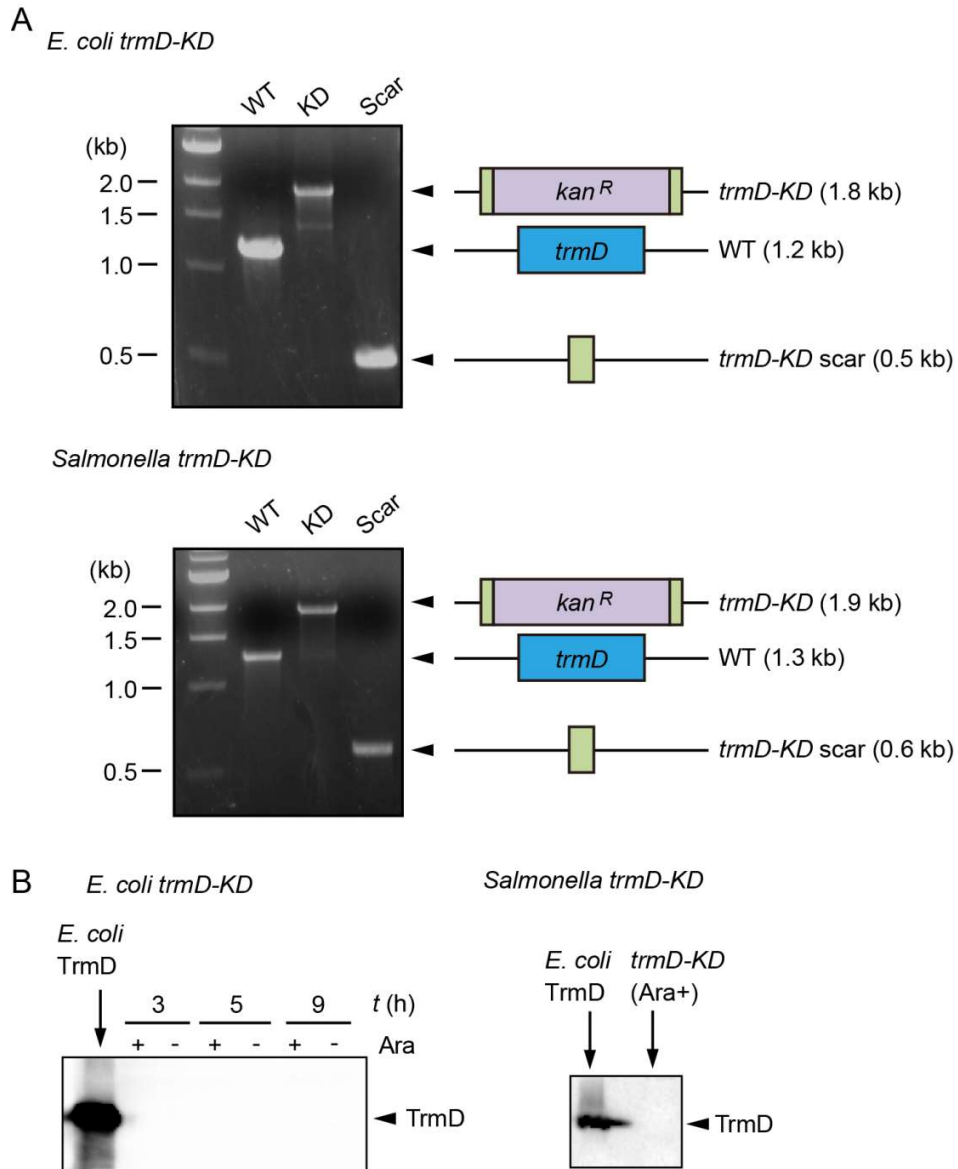 A
E. coli trmD-KD
WT KD Scar
(kb)
2.0
1.5
1.0
0.5
kan R trmD-KD (1.8 kb)
trmD WT (1.2 kb)
trmD-KD scar (0.5 kb)
Salmonella trmD-KD
WT KD Scar
(kb)
2.0
1.5
1.0
0.5
kan R trmD-KD (1.9 kb)
trmD WT (1.3 kb)
trmD-KD scar (0.6 kb)
B
E. coli trmD-KD
E. coli
TrmD
3 5 9 t (h)
+ - + - + - Ara
TrmD
Salmonella trmD-KD
E. coli trmD-KD
TrmD (Ara+)
TrmD